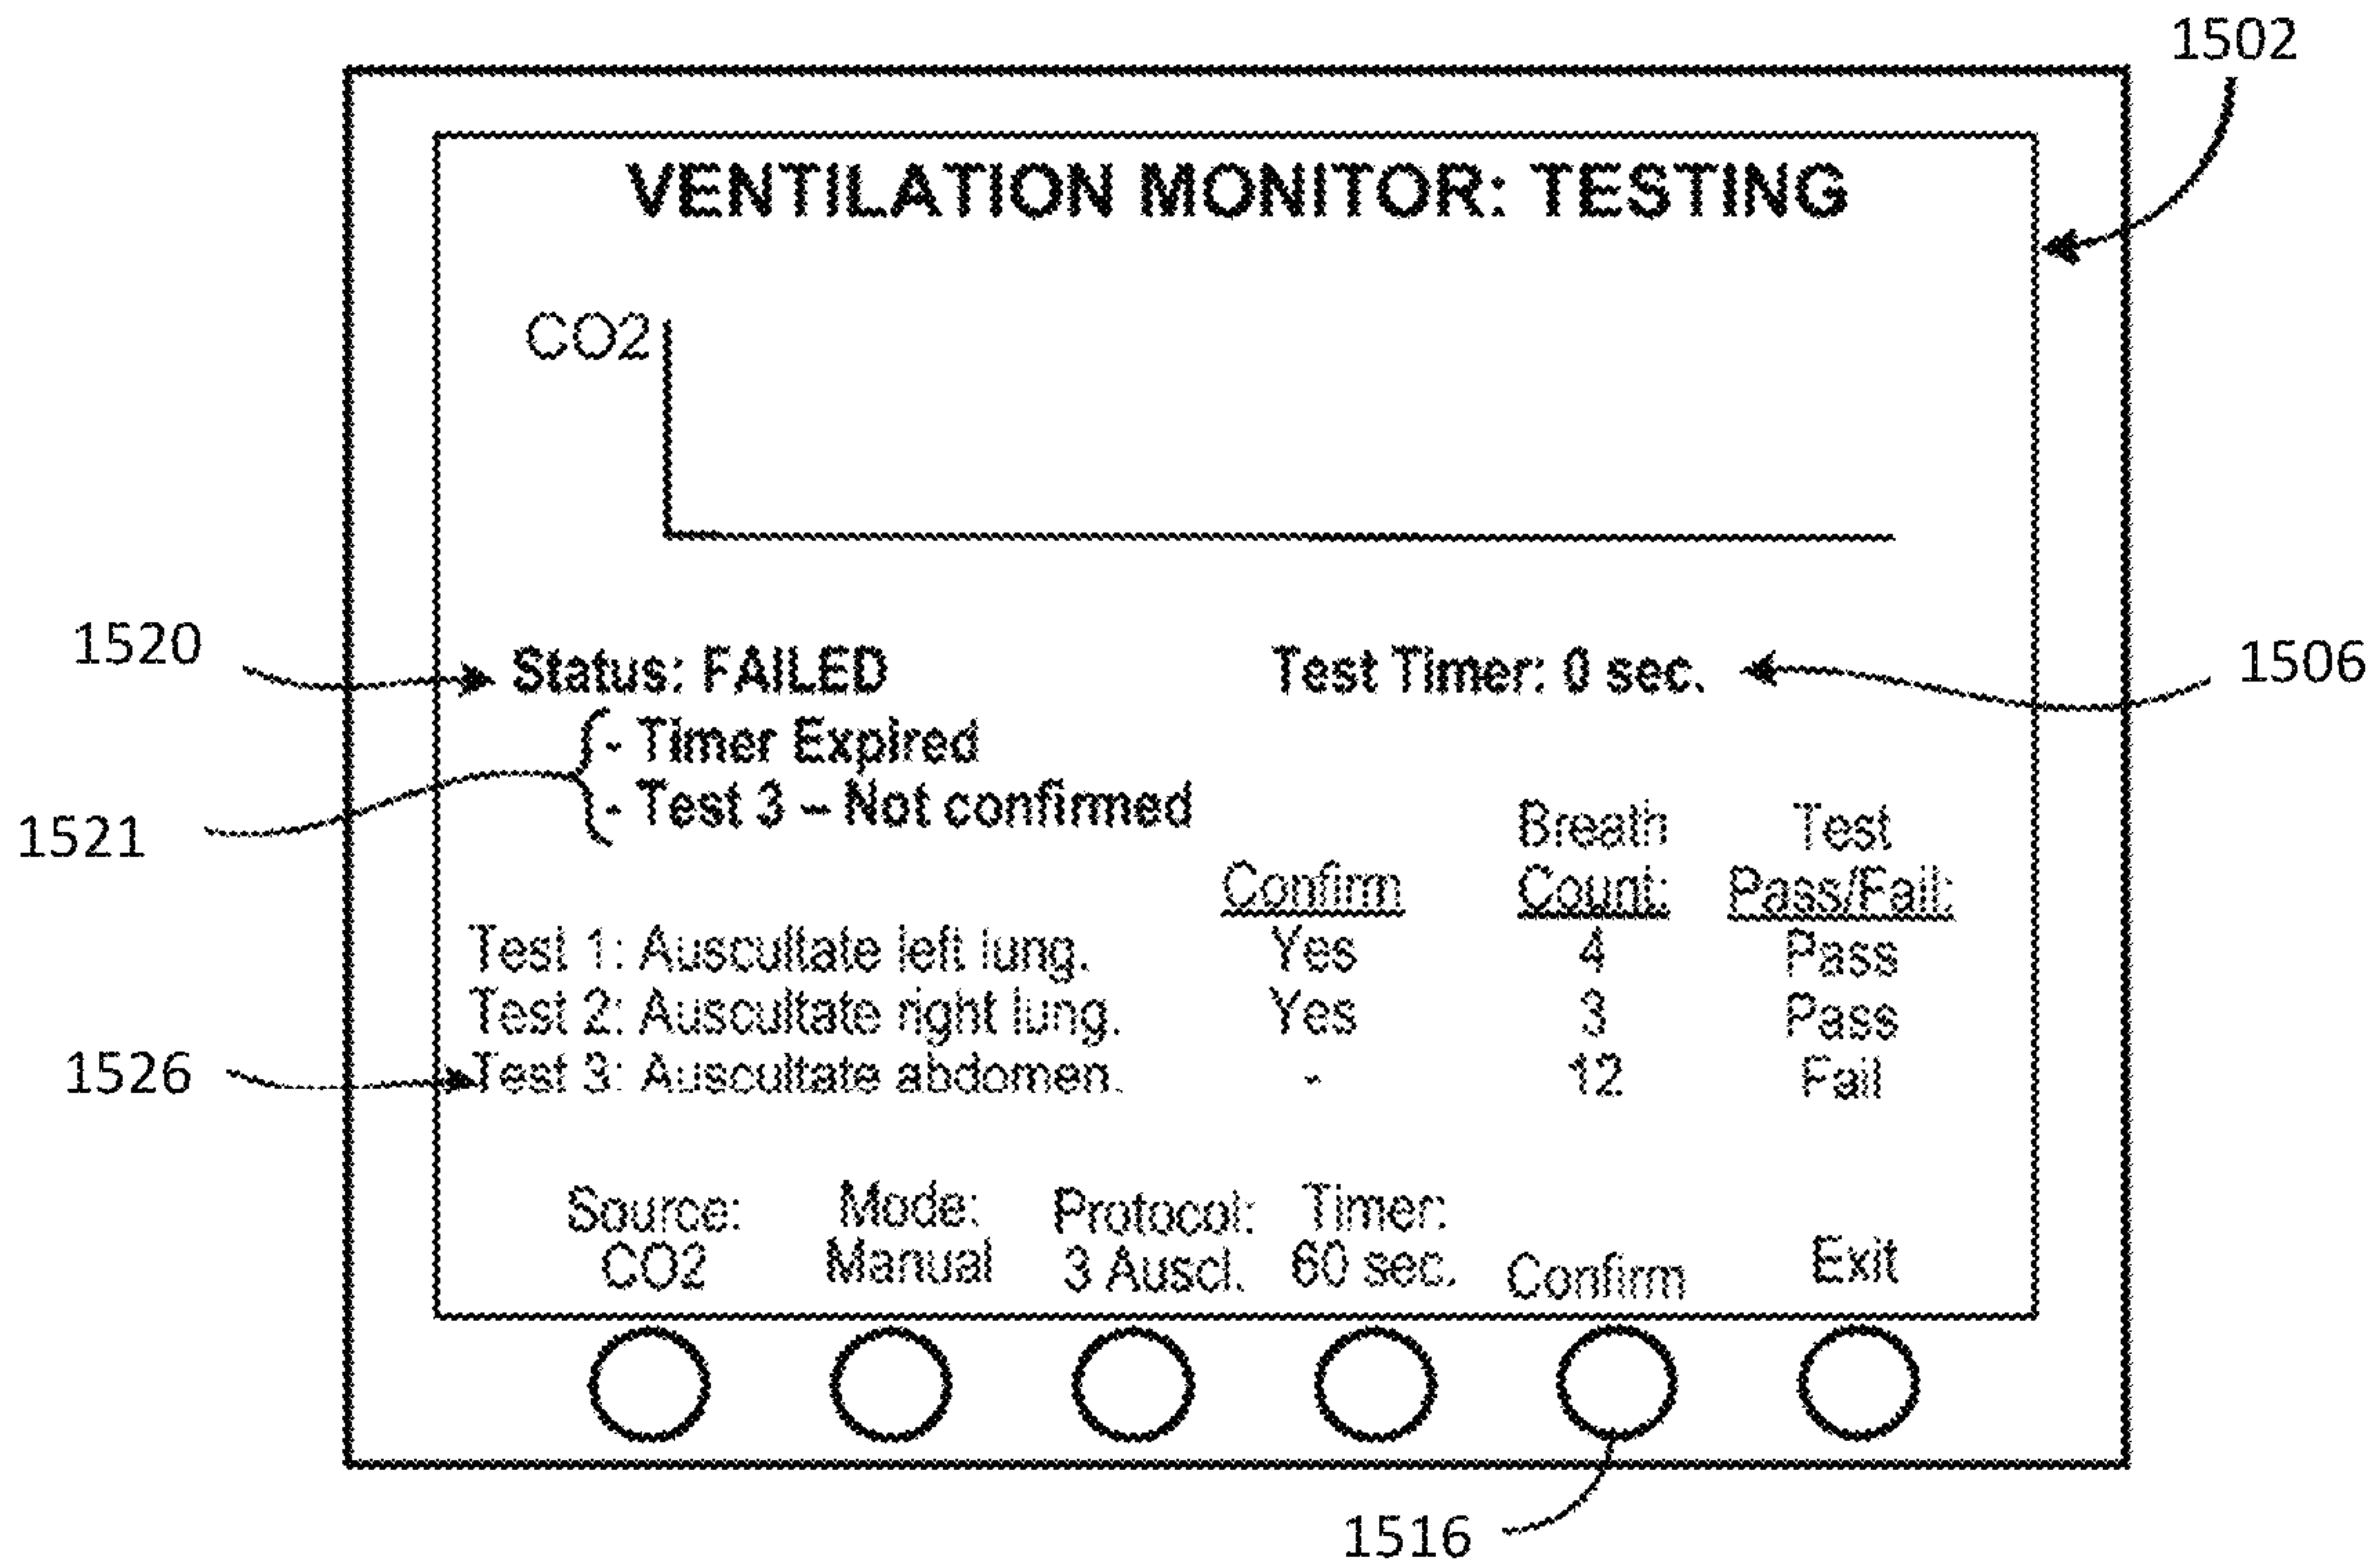 1502
VENTILATION MONITOR: TESTING
CO2
1520
Status: FAILED
Test Timer: 0 sec.
1506
- Timer Expired
- Test 3 – Not confirmed
1521
Breath Test
Confirm Count: Pass/Fail:
Test 1: Auscultate left lung. Yes 4 Pass
Test 2: Auscultate right lung. Yes 3 Pass
1526
Test 3: Auscultate abdomen. - 12 Fail
Source: Mode: Protocol: Timer:
CO2 Manual 3 Auscl. 60 sec. Confirm Exit
1516